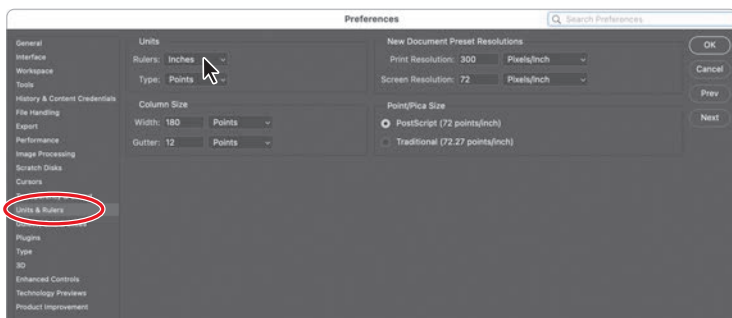 Preferences
Search Preferences
General
Interface
Workspace
Tools
History & Content Credentials
File Handling
Export
Performance
Image Processing
Scratch Disks
Cursors
Units & Rulers
Plugins
Type
3D
Enhanced Controls
Technology Previews
Product Improvement
Units
Rulers: Inches
Type: Points
Column Size
Width: 180 Points
Gutter: 12 Points
New Document Preset Resolutions
Print Resolution: 300 Pixels/Inch
Screen Resolution: 72 Pixels/Inch
Point/Pica Size
PostScript (72 points/inch)
Traditional (72.27 points/inch)
OK
Cancel
Prev
Next